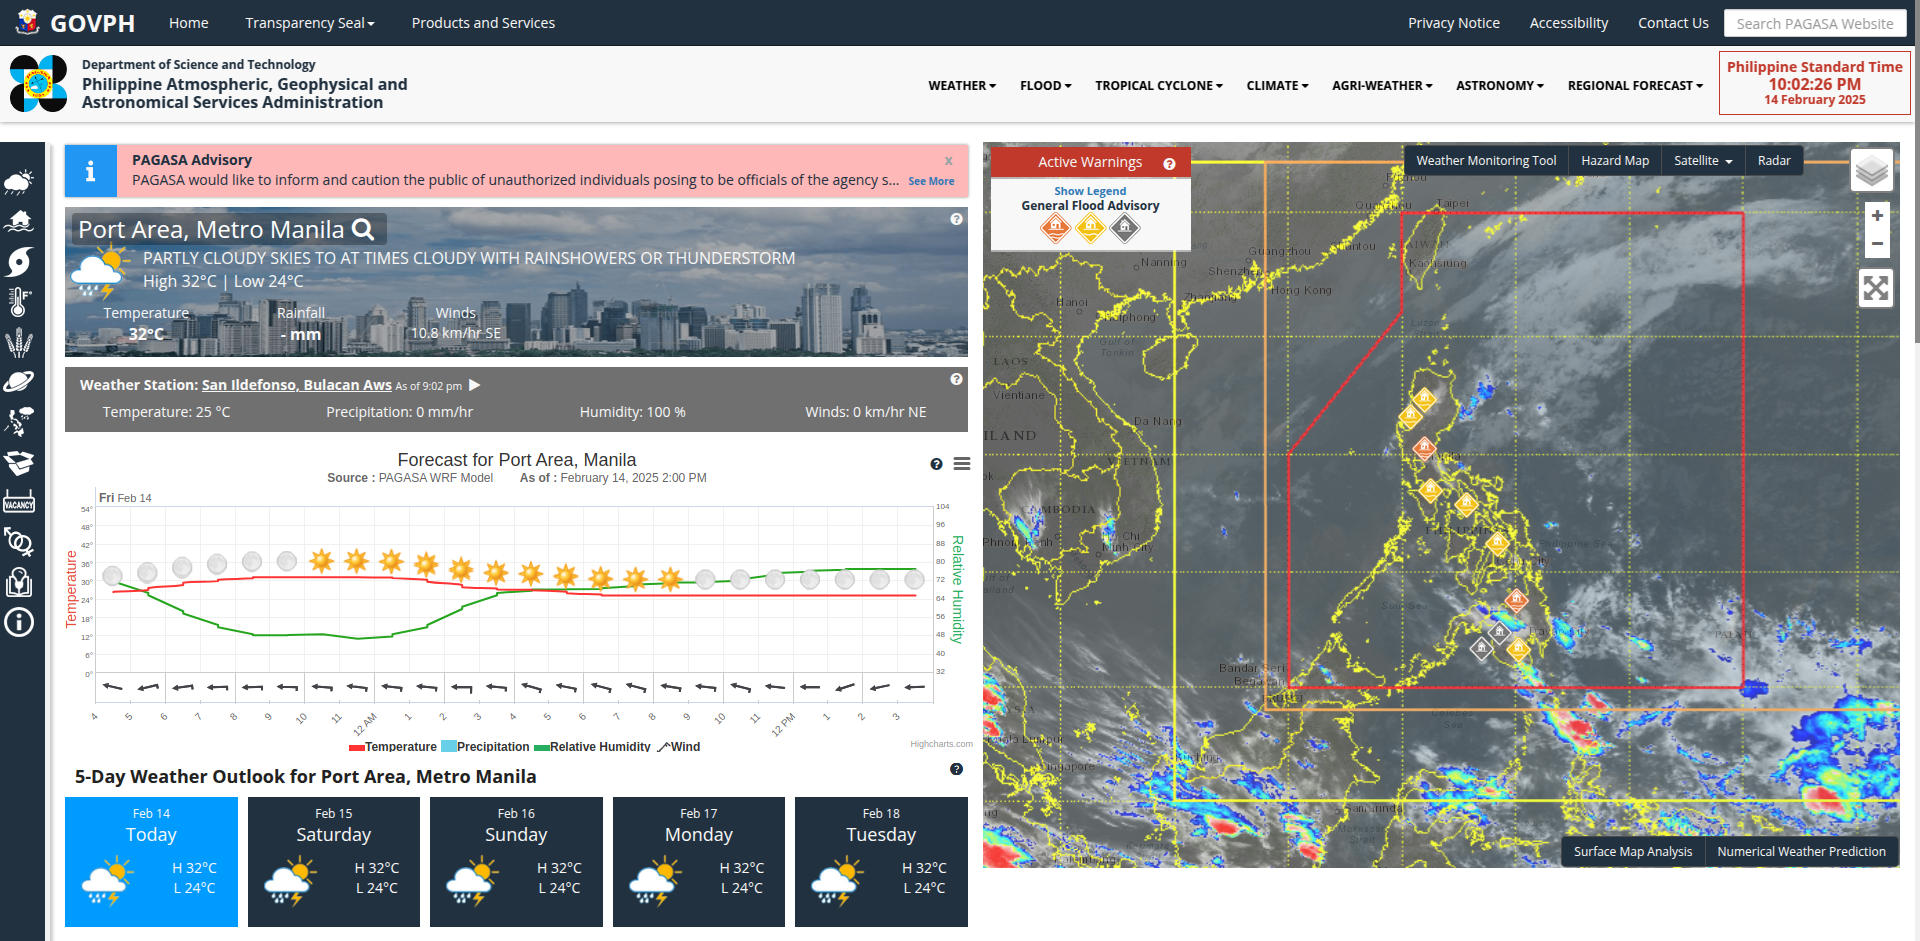 GOVPH
Home
Transparency Seal
Products and Services
Privacy Notice
Accessibility
Contact Us
Search PAGASA Website
Department of Science and Technology
Philippine Atmospheric, Geophysical and
Astronomical Services Administration
WEATHER
FLOOD
TROPICAL CYCLONE
CLIMATE
AGRI-WEATHER
ASTRONOMY
REGIONAL FORECAST
Philippine Standard Time
10:02:26 PM
14 February 2025
PAGASA Advisory
x
PAGASA would like to inform and caution the public of unauthorized individuals posing to be officials of the agency s... See More
Port Area, Metro Manila
PARTLY CLOUDY SKIES TO AT TIMES CLOUDY WITH RAINSHOWERS OR THUNDERSTORM
High 32°C | Low 24°C
Temperature
Rainfall
Winds
32°C
- mm
10.8 km/hr SE
Weather Station: San Ildefonso, Bulacan Aws As of 9:02 pm
Temperature: 25 °C
Precipitation: 0 mm/hr
Humidity: 100 %
Winds: 0 km/hr NE
Forecast for Port Area, Manila
Source : PAGASA WRF Model As of : February 14, 2025 2:00 PM
Fri Feb 14
Temperature
54°
48°
42°
36°
30°
24°
18°
12°
6°
0°
104
96
88
80
72
64
56
48
40
32
Relative Humidity
4 5 6 7 8 9 10 11 12 AM 1 2 3 4 5 6 7 8 9 10 11 12 PM 1 2 3
Temperature Precipitation Relative Humidity Wind
Highcharts.com
5-Day Weather Outlook for Port Area, Metro Manila
Feb 14
Today
H 32°C
L 24°C
Feb 15
Saturday
H 32°C
L 24°C
Feb 16
Sunday
H 32°C
L 24°C
Feb 17
Monday
H 32°C
L 24°C
Feb 18
Tuesday
H 32°C
L 24°C
VACANCY
Active Warnings
Show Legend
General Flood Advisory
Weather Monitoring Tool
Hazard Map
Satellite
Radar
+
−
Taipei
Guangzhou
Nanning
Kaohsiung
Hong Kong
Hanoi
Gulf of
Tonkin
LAOS
Vientiane
Da Nang
VIETNAM
CAMBODIA
Bandar Seri
Singapore
Kuching
Samarinda
Celebes
Sea
Surface Map Analysis
Numerical Weather Prediction